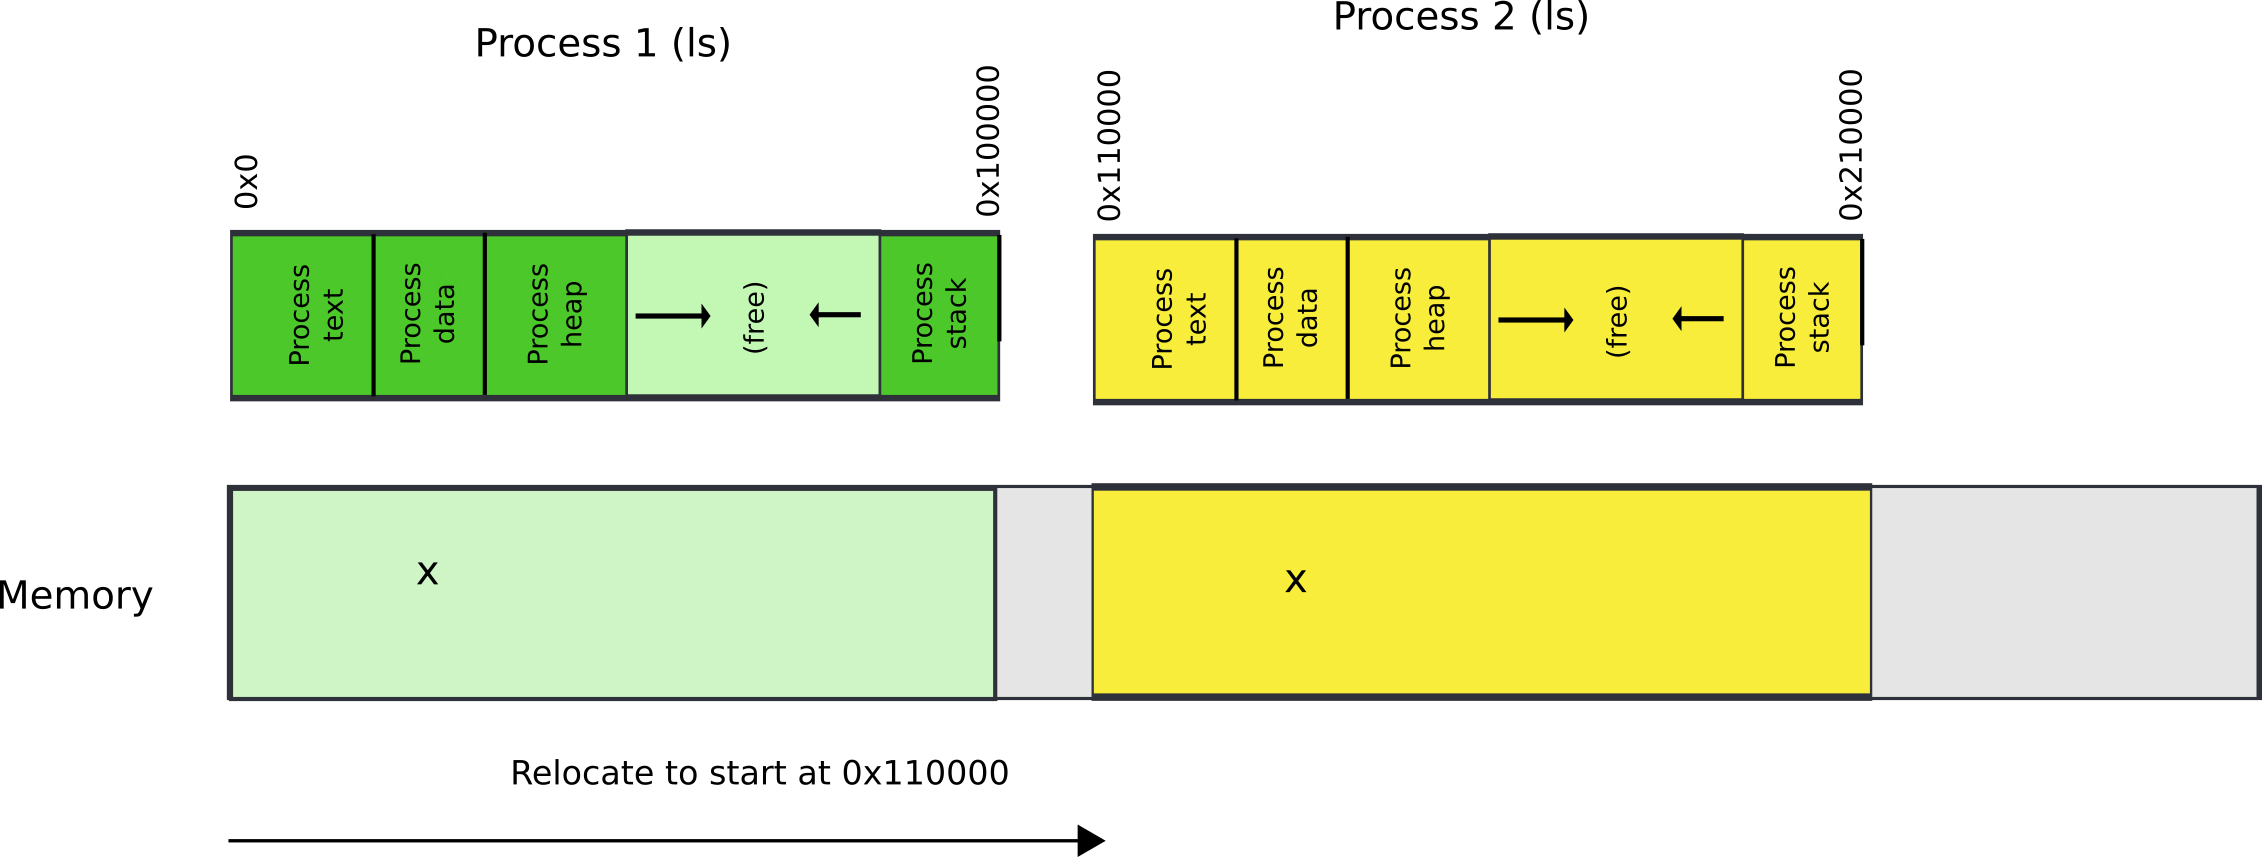 Process 1 (ls)
Process 2 (ls)
0x0
0x100000
0x110000
0x210000
Process
text
Process
data
Process
heap
(free)
Process
stack
Process
text
Process
data
Process
heap
(free)
Process
stack
Memory
x
x
Relocate to start at 0x110000